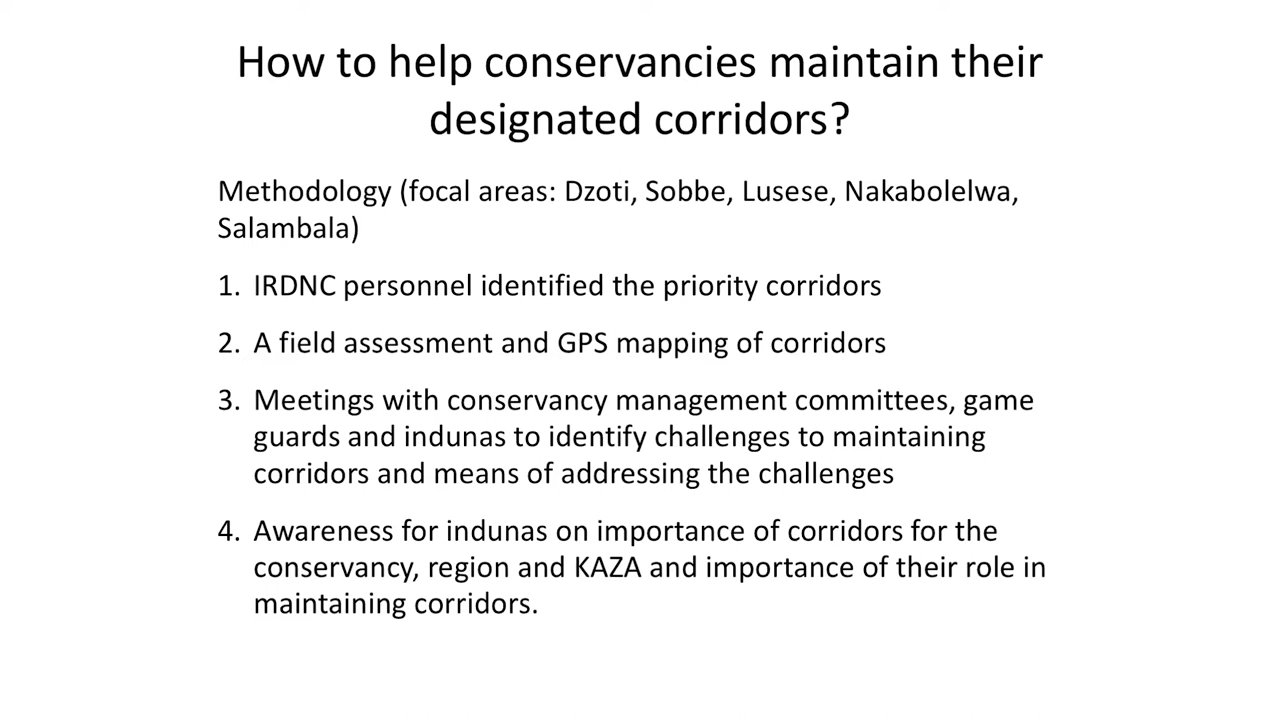 How to help conservancies maintain their
designated corridors?
Methodology (focal areas: Dzoti, Sobbe, Lusese, Nakabolelwa,
Salambala)
1. IRDNC personnel identified the priority corridors
2. A field assessment and GPS mapping of corridors
3. Meetings with conservancy management committees, game
guards and indunas to identify challenges to maintaining
corridors and means of addressing the challenges
4. Awareness for indunas on importance of corridors for the
conservancy, region and KAZA and importance of their role in
maintaining corridors.